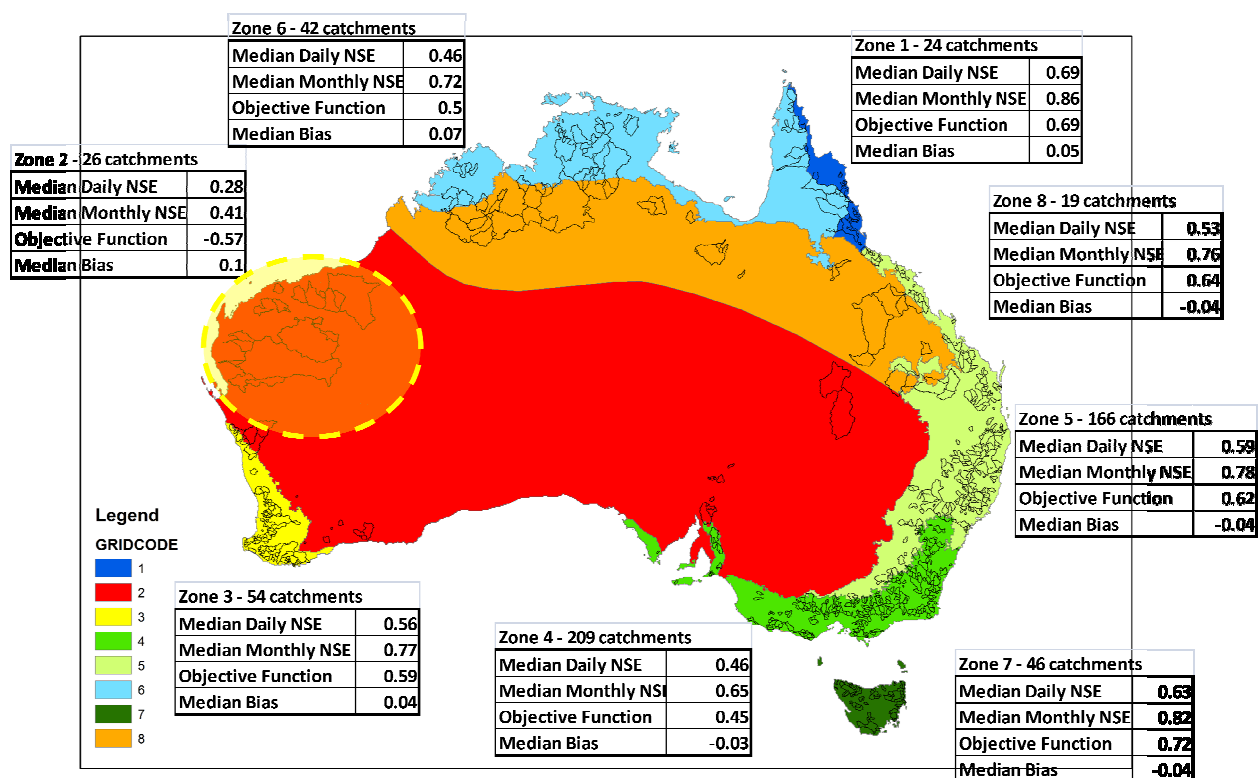 Zone 6 - 42 catchments
Median Daily NSE 0.46
Median Monthly NSE 0.72
Objective Function 0.5
Median Bias 0.07
Zone 1 - 24 catchments
Median Daily NSE 0.69
Median Monthly NSE 0.86
Objective Function 0.69
Median Bias 0.05
Zone 2 - 26 catchments
Median Daily NSE 0.28
Median Monthly NSE 0.41
Objective Function -0.57
Median Bias 0.1
Zone 8 - 19 catchments
Median Daily NSE 0.53
Median Monthly NSE 0.76
Objective Function 0.64
Median Bias -0.04
Zone 5 - 166 catchments
Median Daily NSE 0.59
Median Monthly NSE 0.78
Objective Function 0.62
Median Bias -0.04
Legend
GRIDCODE
1
2
3
4
5
6
7
8
Zone 3 - 54 catchments
Median Daily NSE 0.56
Median Monthly NSE 0.77
Objective Function 0.59
Median Bias 0.04
Zone 4 - 209 catchments
Median Daily NSE 0.46
Median Monthly NSE 0.65
Objective Function 0.45
Median Bias -0.03
Zone 7 - 46 catchments
Median Daily NSE 0.63
Median Monthly NSE 0.82
Objective Function 0.72
Median Bias -0.04